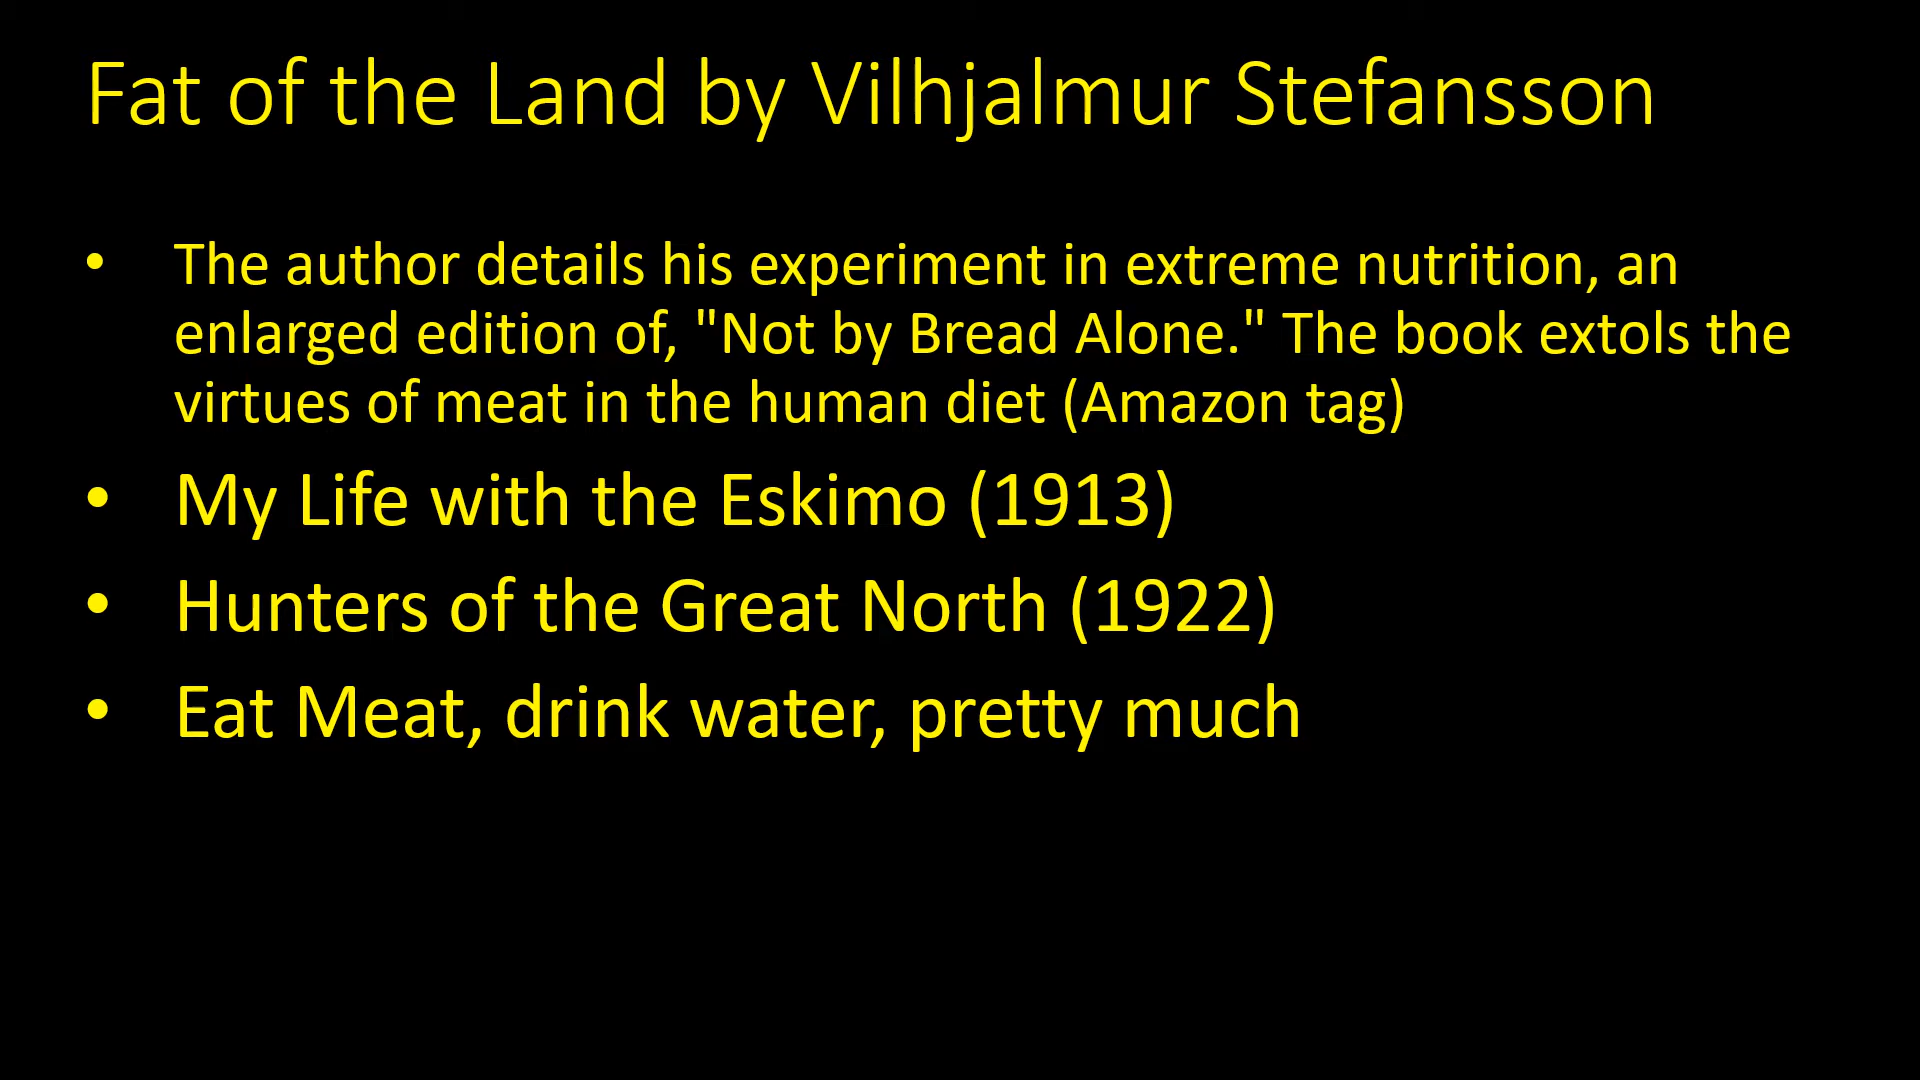 Fat of the Land by Vilhjalmur Stefansson
• The author details his experiment in extreme nutrition, an
enlarged edition of, "Not by Bread Alone." The book extols the
virtues of meat in the human diet (Amazon tag)
• My Life with the Eskimo (1913)
• Hunters of the Great North (1922)
• Eat Meat, drink water, pretty much